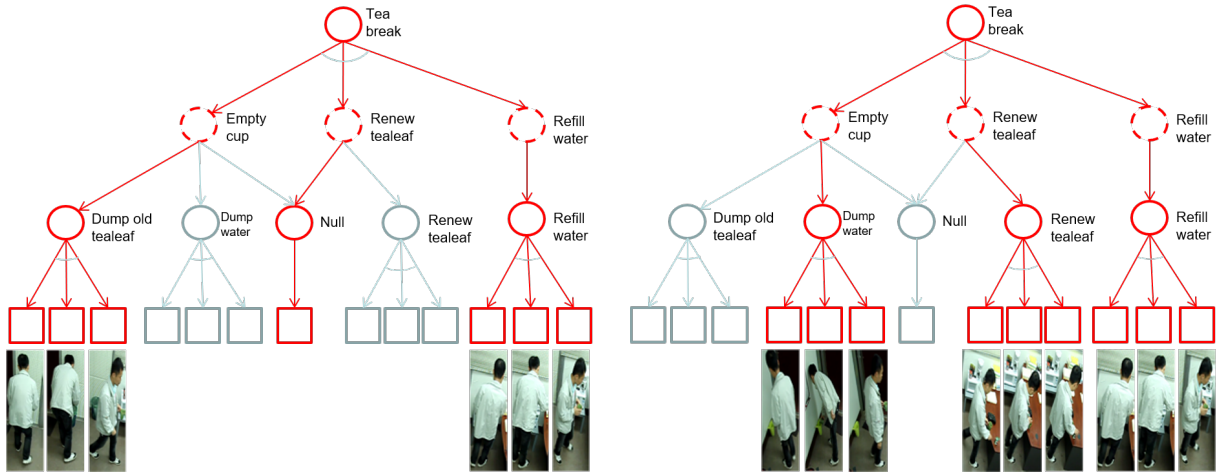 Tea
break
Empty
cup
Renew
tealeaf
Refill
water
Dump old
tealeaf
Dump
water
Null
Renew
tealeaf
Refill
water
Tea
break
Empty
cup
Renew
tealeaf
Refill
water
Dump old
tealeaf
Dump
water
Null
Renew
tealeaf
Refill
water